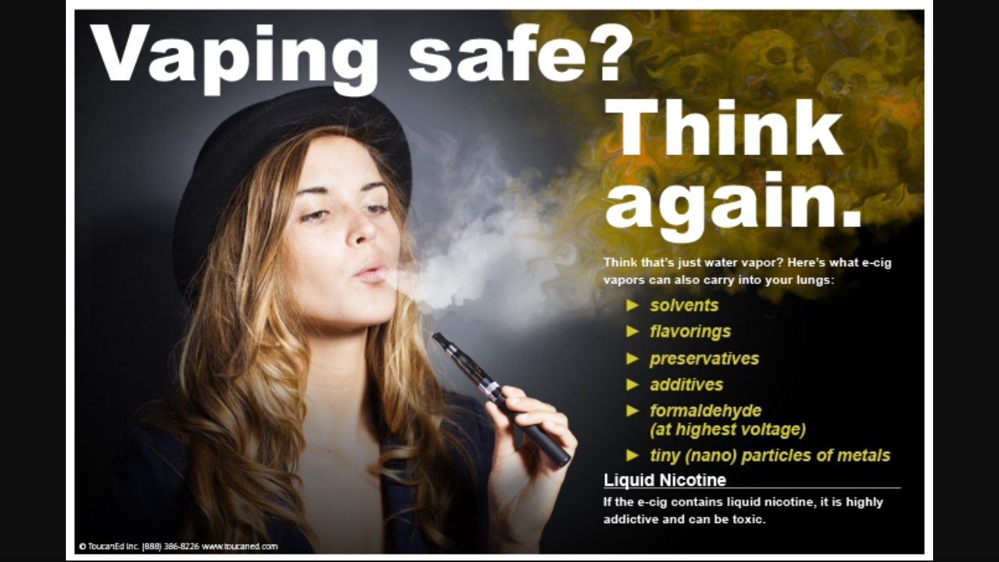 Vaping safe?
Think
again.
Think that's just water vapor? Here's what e-cig
vapors can also carry into your lungs:
► solvents
► flavorings
► preservatives
► additives
► formaldehyde
(at highest voltage)
► tiny (nano) particles of metals
Liquid Nicotine
If the e-cig contains liquid nicotine, it is highly
addictive and can be toxic.
© ToucanEd Inc. (888) 386-8226 www.toucaned.com